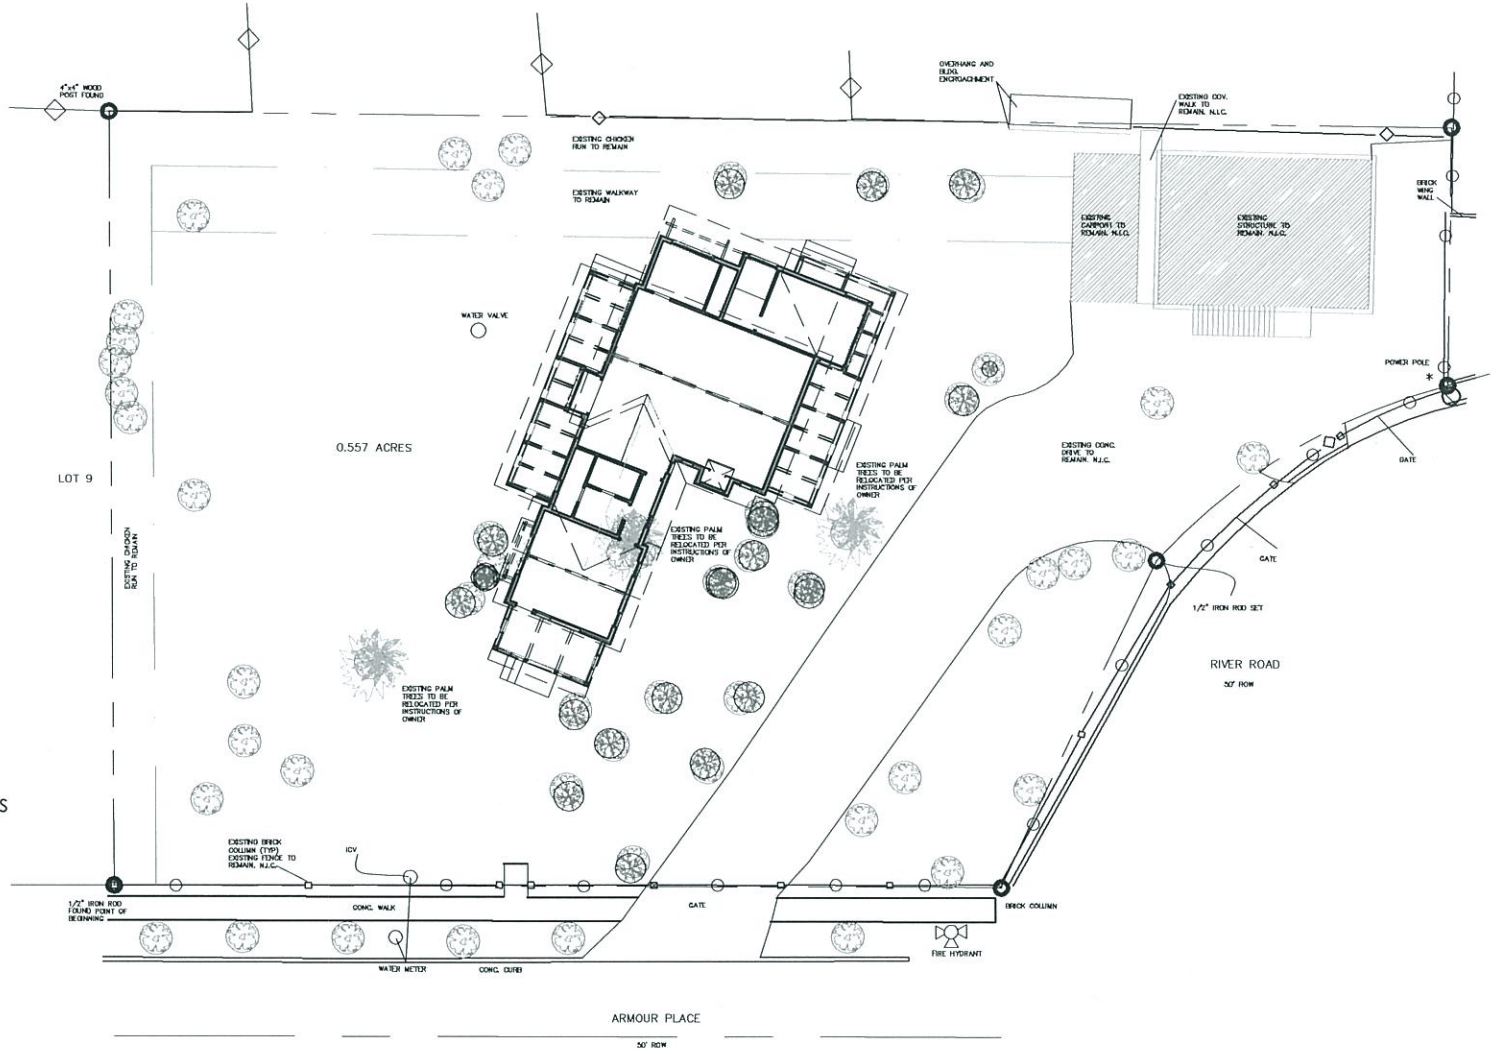 4"x4" WOOD
POST FOUND
OVERHANG AND
BLDG.
ENCROACHMENT
EXISTING COV.
WALK TO
REMAIN, N.I.C.
EXISTING CHICKEN
RUN TO REMAIN
EXISTING WALKWAY
TO REMAIN
BRICK
WING
WALL
EXISTING
CARPORT TO
REMAIN, N.I.C.
EXISTING
STRUCTURE TO
REMAIN, N.I.C.
WATER VALVE
POWER POLE
*
0.557 ACRES
LOT 9
EXISTING CONC.
DRIVE TO
REMAIN, N.I.C.
GATE
EXISTING PALM
TREES TO BE
RELOCATED PER
INSTRUCTIONS OF
OWNER
EXISTING PALM
TREES TO BE
RELOCATED PER
INSTRUCTIONS OF
OWNER
EXISTING CHICKEN
RUN TO REMAIN
GATE
1/2" IRON ROD SET
RIVER ROAD
50' ROW
EXISTING PALM
TREES TO BE
RELOCATED PER
INSTRUCTIONS OF
OWNER
S
EXISTING BRICK
COLUMN (TYP)
EXISTING FENCE TO
REMAIN, N.I.C.
ICV
1/2" IRON ROD
FOUND POINT OF
BEGINNING
CONC. WALK
GATE
BRICK COLUMN
FIRE HYDRANT
WATER METER
CONC. CURB
ARMOUR PLACE
50' ROW